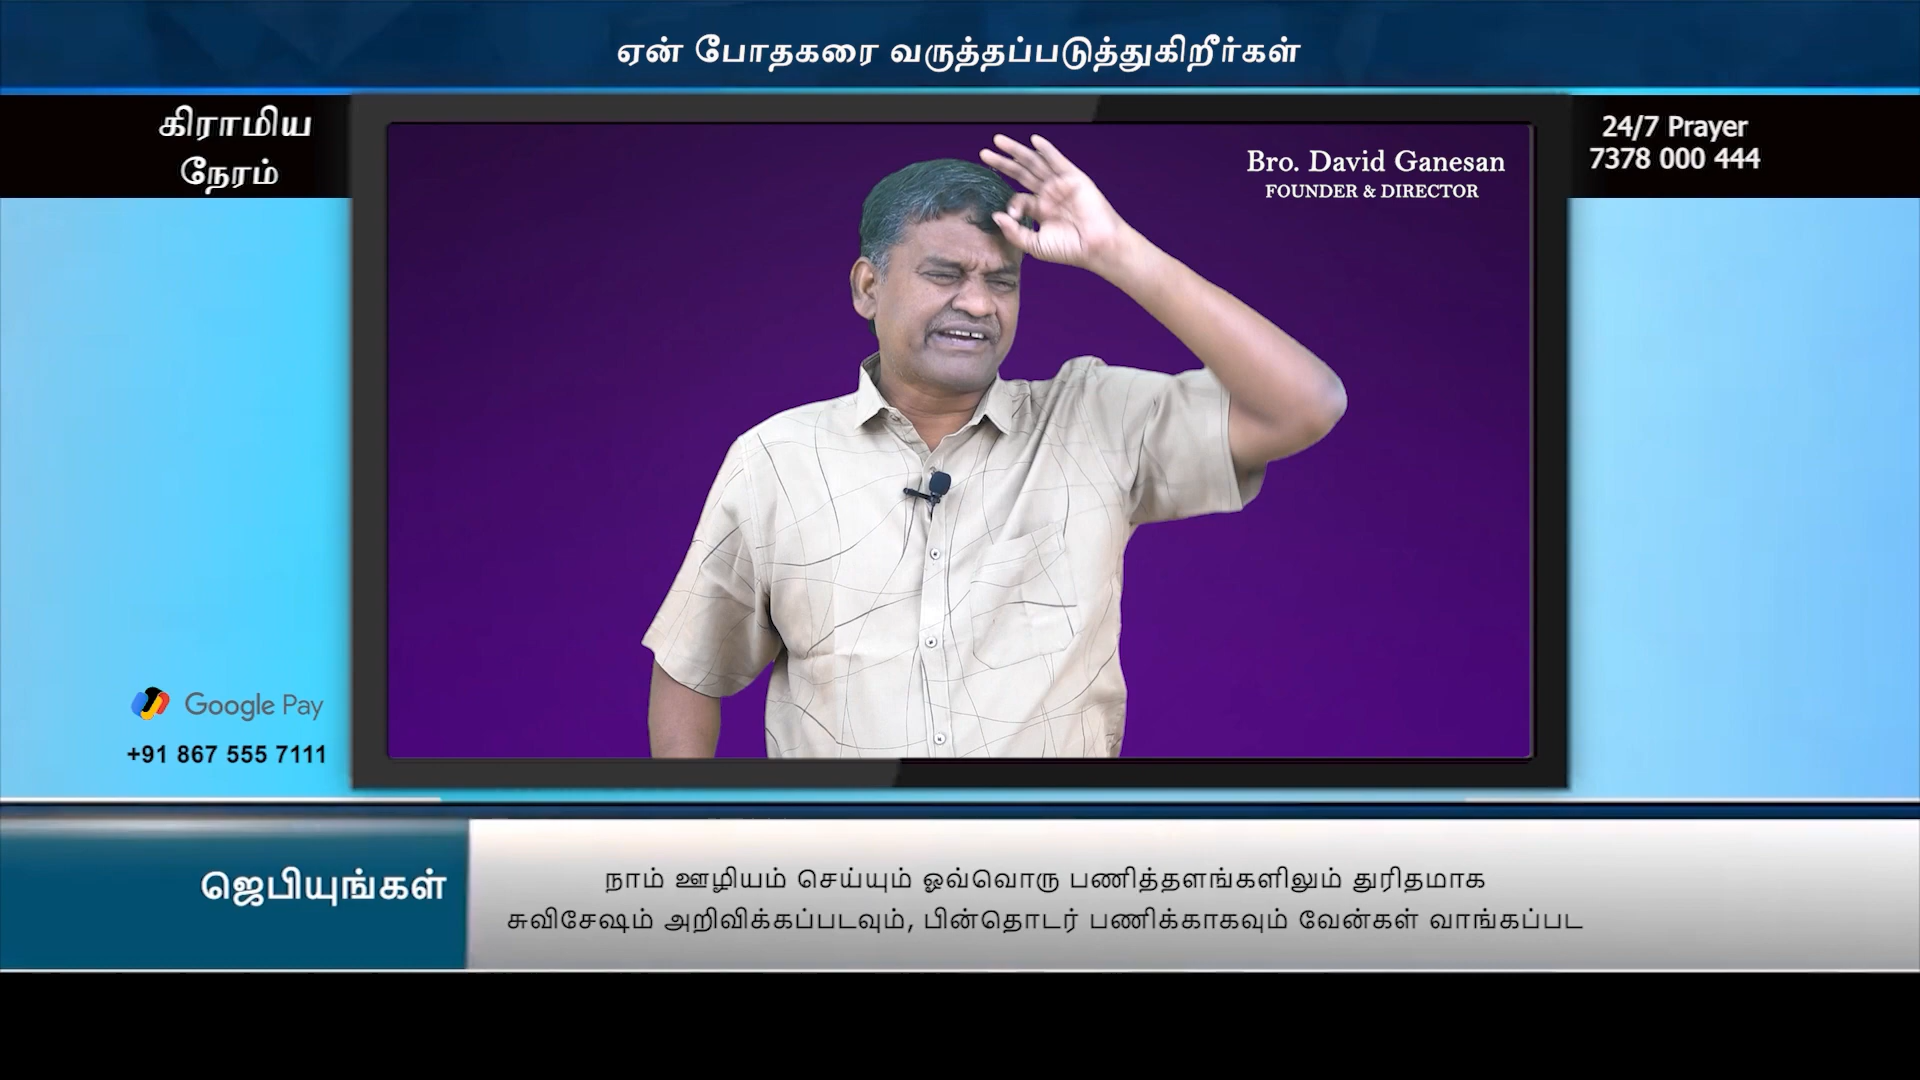 ஏன் போதகரை வருத்தப்படுத்துகிறீர்கள்
கிராமிய
நேரம்
24/7 Prayer
7378 000 444
Bro. David Ganesan
FOUNDER & DIRECTOR
Google Pay
+91 867 555 7111
ஜெபியுங்கள்
நாம் ஊழியம் செய்யும் ஓவ்வொரு பணித்தளங்களிலும் துரிதமாக
சுவிசேஷம் அறிவிக்கப்படவும், பின்தொடர் பணிக்காகவும் வேன்கள் வாங்கப்பட